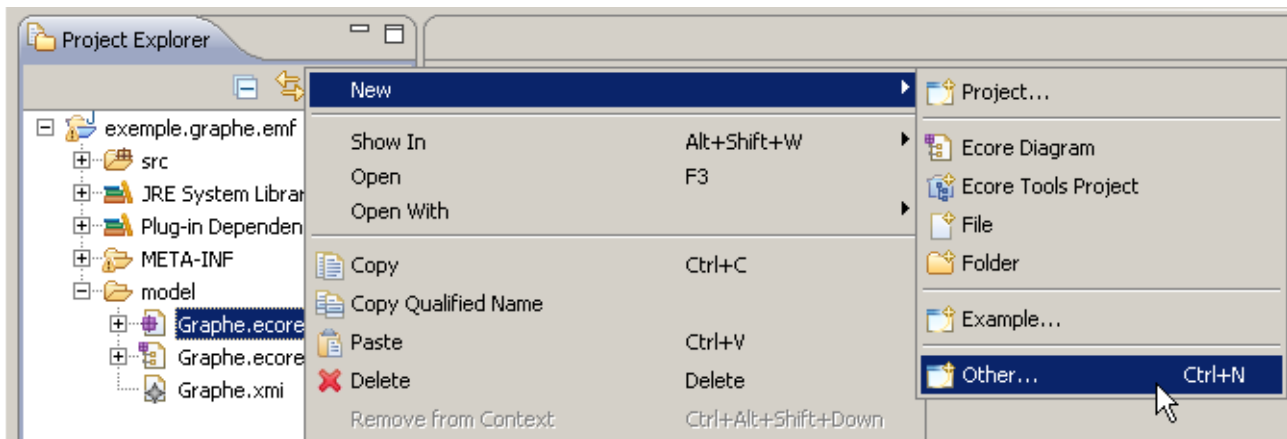 Project Explorer
exemple.graphe.emf
src
JRE System Librar
Plug-in Dependen
META-INF
model
Graphe.ecore
Graphe.ecore
Graphe.xmi
New
Show In Alt+Shift+W
Open F3
Open With
Copy Ctrl+C
Copy Qualified Name
Paste Ctrl+V
Delete Delete
Remove from Context Ctrl+Alt+Shift+Down
Project...
Ecore Diagram
Ecore Tools Project
File
Folder
Example...
Other... Ctrl+N